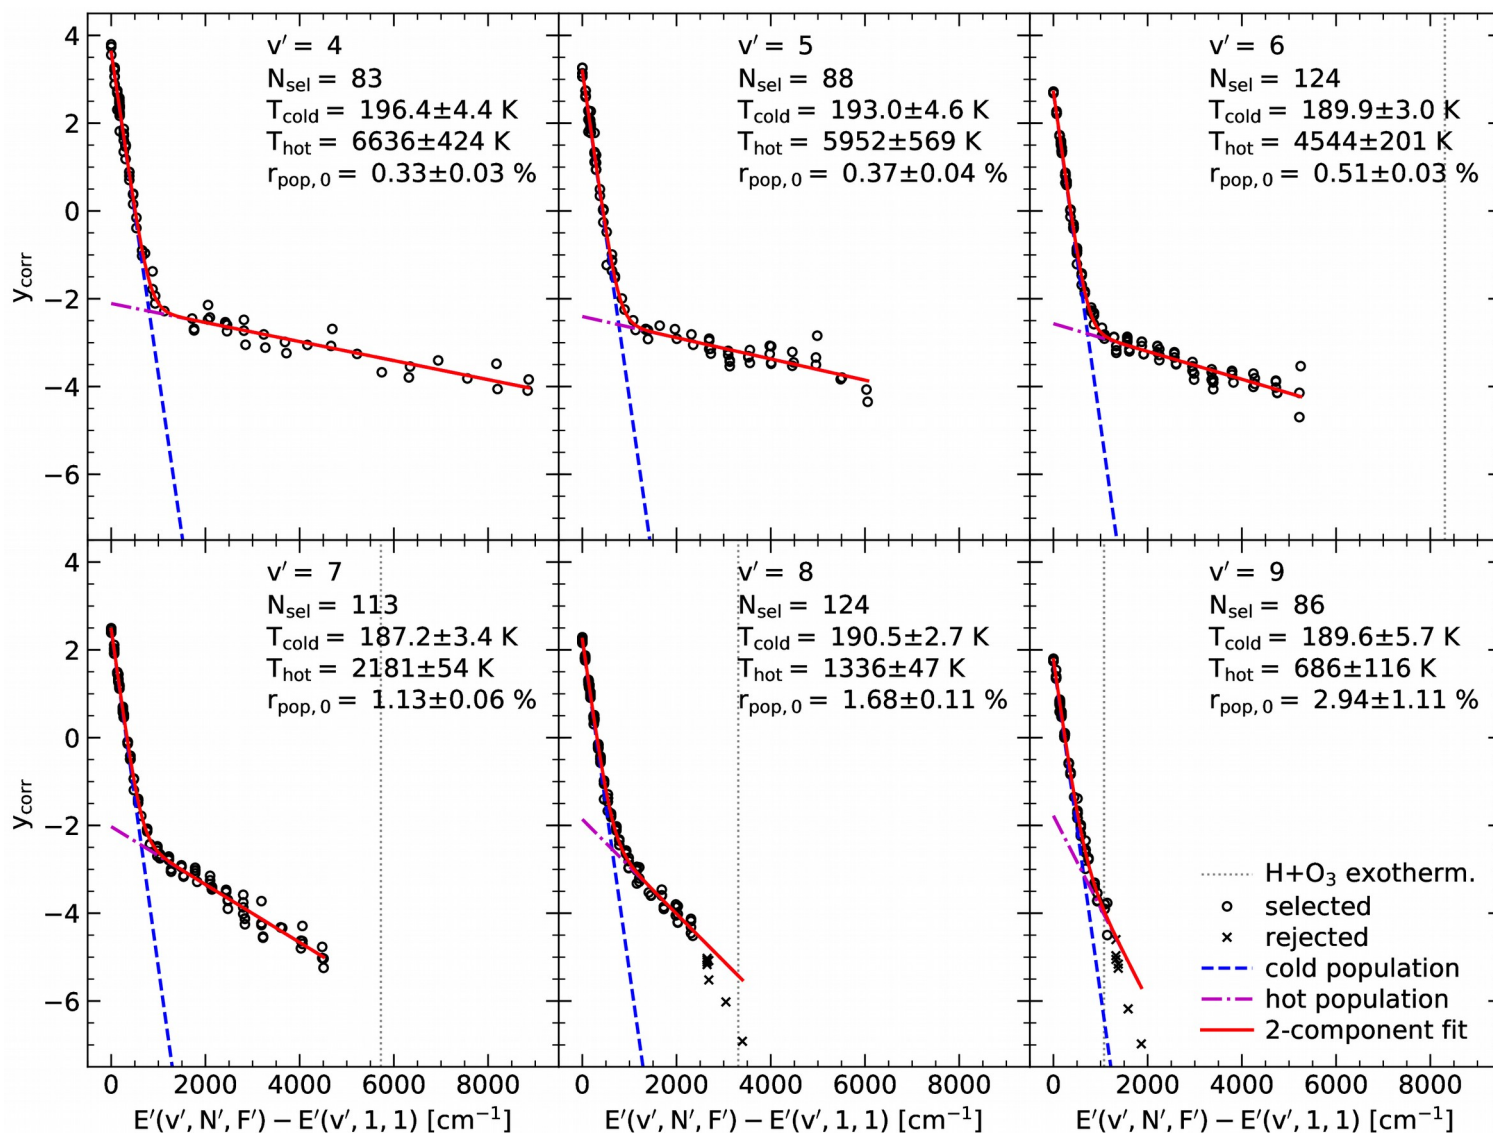 4
2
0
−2
−4
−6
y_corr
v′ = 4
N_sel = 83
T_cold = 196.4±4.4 K
T_hot = 6636±424 K
r_pop, 0 = 0.33±0.03 %
v′ = 5
N_sel = 88
T_cold = 193.0±4.6 K
T_hot = 5952±569 K
r_pop, 0 = 0.37±0.04 %
v′ = 6
N_sel = 124
T_cold = 189.9±3.0 K
T_hot = 4544±201 K
r_pop, 0 = 0.51±0.03 %
4
2
0
−2
−4
−6
y_corr
v′ = 7
N_sel = 113
T_cold = 187.2±3.4 K
T_hot = 2181±54 K
r_pop, 0 = 1.13±0.06 %
v′ = 8
N_sel = 124
T_cold = 190.5±2.7 K
T_hot = 1336±47 K
r_pop, 0 = 1.68±0.11 %
v′ = 9
N_sel = 86
T_cold = 189.6±5.7 K
T_hot = 686±116 K
r_pop, 0 = 2.94±1.11 %
H+O₃ exotherm.
selected
rejected
cold population
hot population
2-component fit
0 2000 4000 6000 8000
0 2000 4000 6000 8000
0 2000 4000 6000 8000
E′(v′, N′, F′) − E′(v′, 1, 1) [cm⁻¹]
E′(v′, N′, F′) − E′(v′, 1, 1) [cm⁻¹]
E′(v′, N′, F′) − E′(v′, 1, 1) [cm⁻¹]